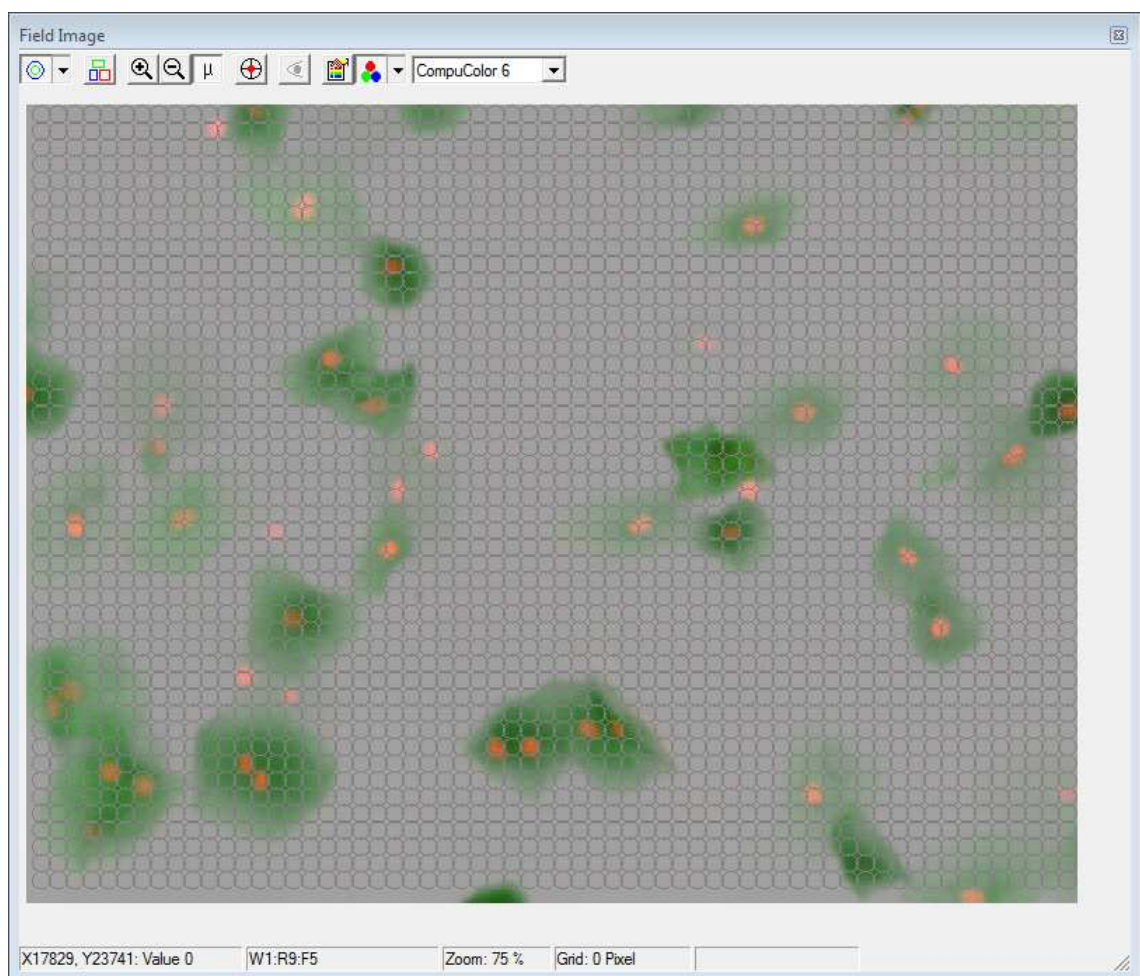 Field Image
µ CompuColor 6
X17829, Y23741: Value 0 W1:R9:F5 Zoom: 75 % Grid: 0 Pixel